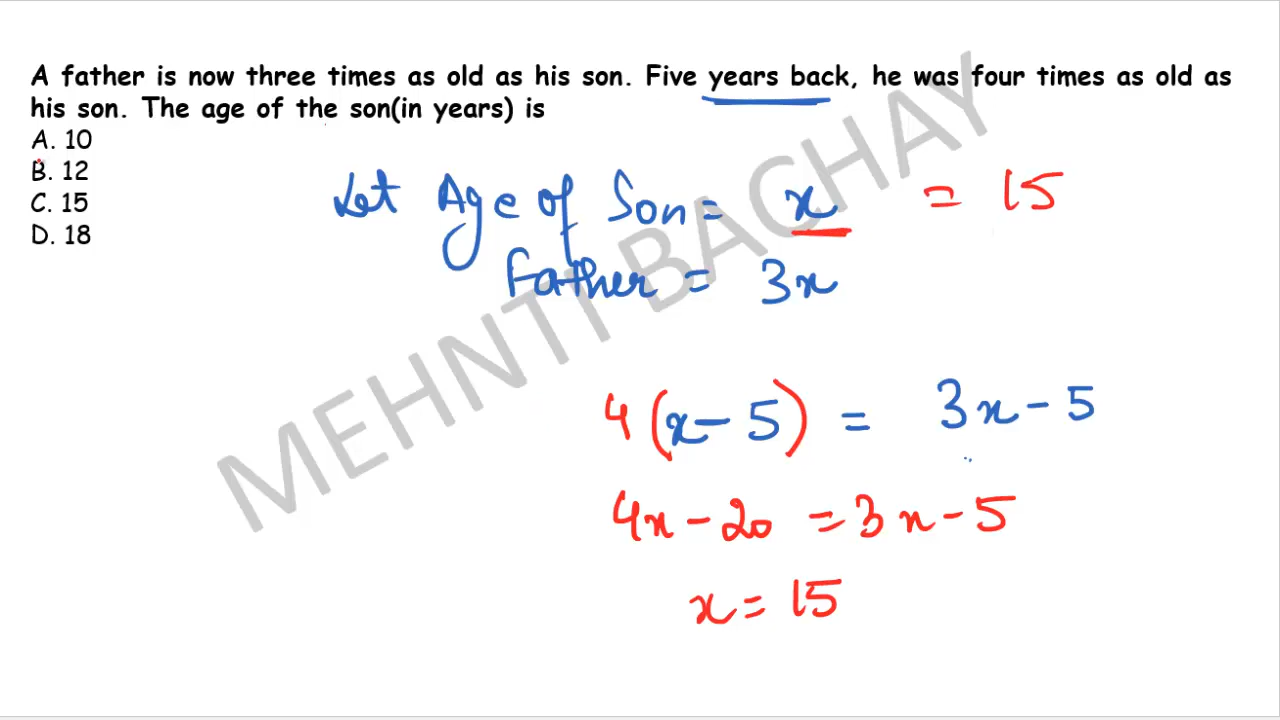 A father is now three times as old as his son. Five years back, he was four times as old as
his son. The age of the son(in years) is
A. 10
B. 12
C. 15
D. 18
Let Age of Son = x = 15
Father = 3x
4(x - 5) = 3x - 5
4x - 20 = 3x - 5
x = 15
MEHNTI BACHAY